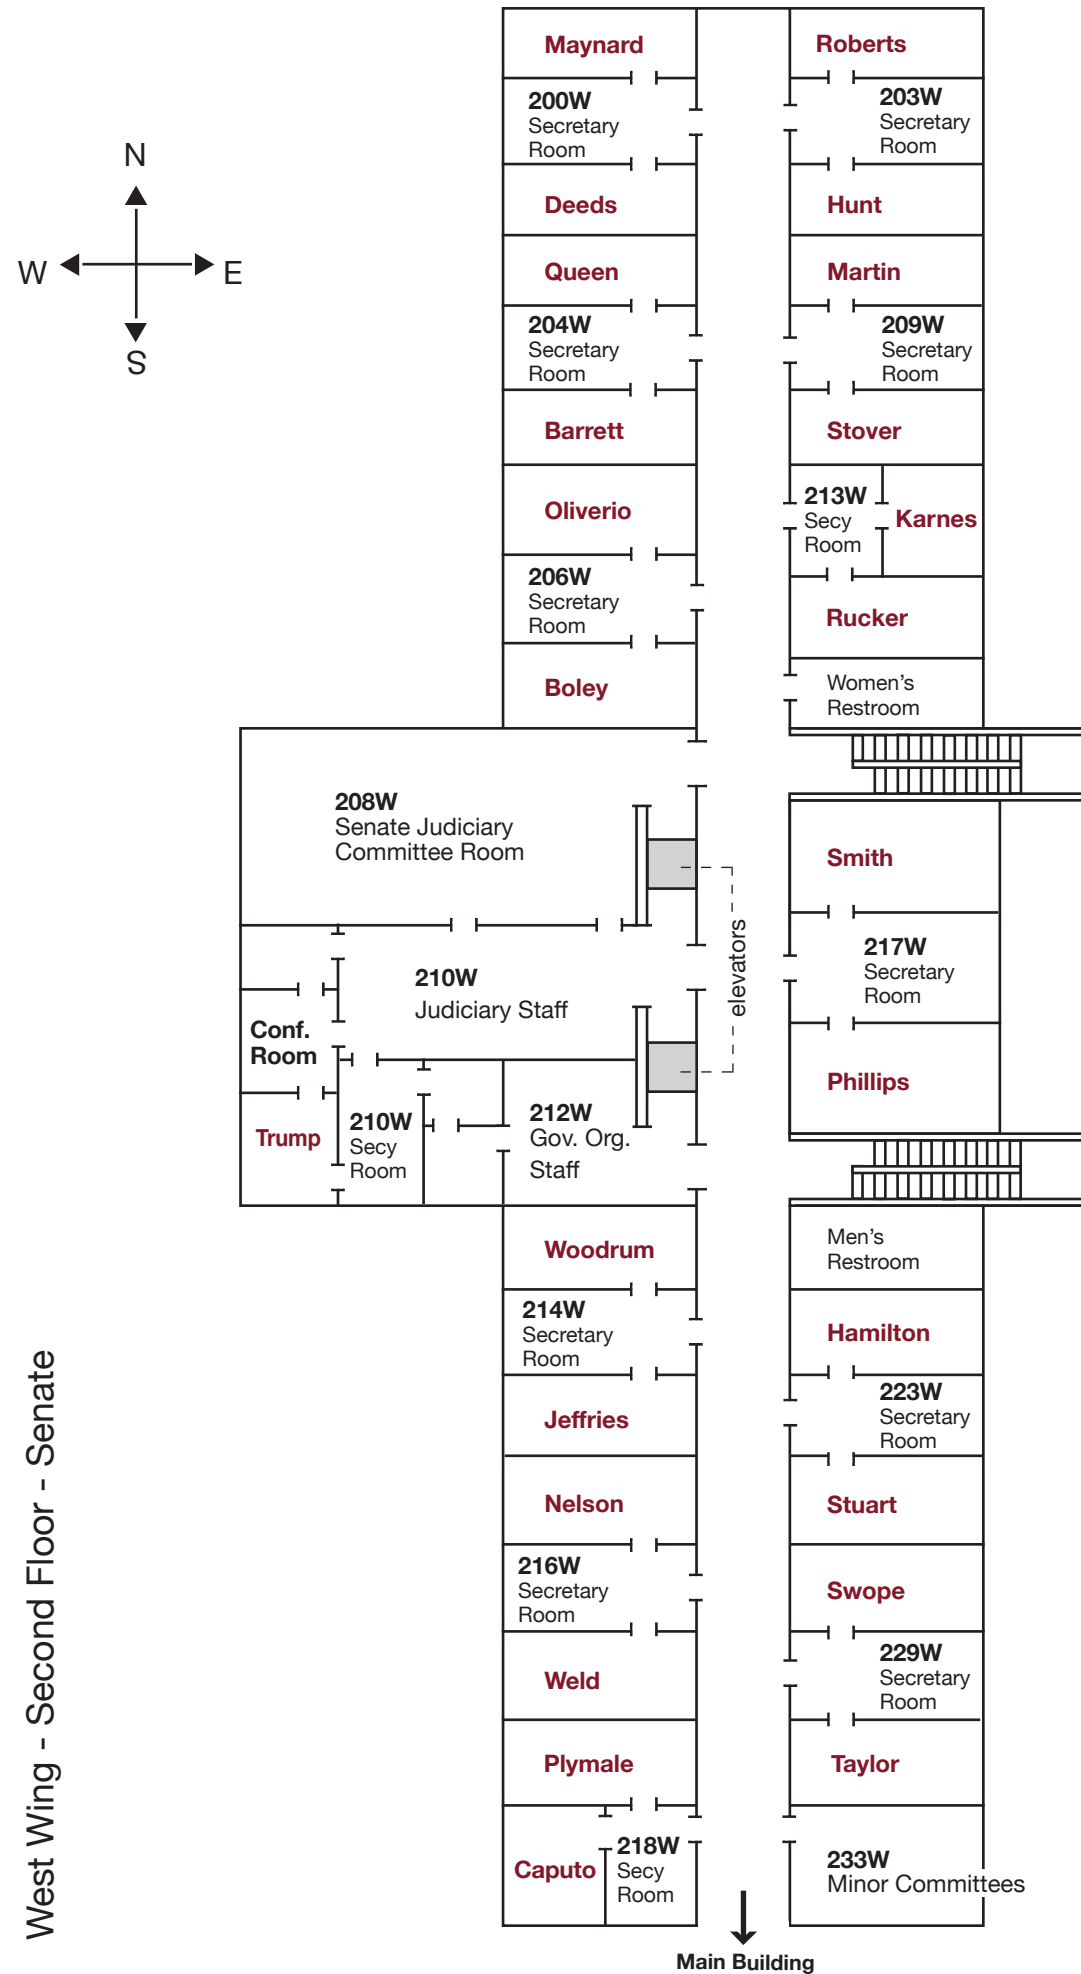 Maynard
Roberts
200W
Secretary
Room
203W
Secretary
Room
N
W
E
S
Deeds
Hunt
Queen
Martin
204W
Secretary
Room
209W
Secretary
Room
Barrett
Stover
Oliverio
213W
Secy
Room
Karnes
206W
Secretary
Room
Rucker
Boley
Women's
Restroom
208W
Senate Judiciary
Committee Room
Smith
elevators
217W
Secretary
Room
210W
Judiciary Staff
Conf.
Room
Phillips
Trump
210W
Secy
Room
212W
Gov. Org.
Staff
Woodrum
Men's
Restroom
214W
Secretary
Room
Hamilton
Jeffries
223W
Secretary
Room
Nelson
Stuart
216W
Secretary
Room
Swope
Weld
229W
Secretary
Room
Plymale
Taylor
Caputo
218W
Secy
Room
233W
Minor Committees
Main Building
West Wing - Second Floor - Senate